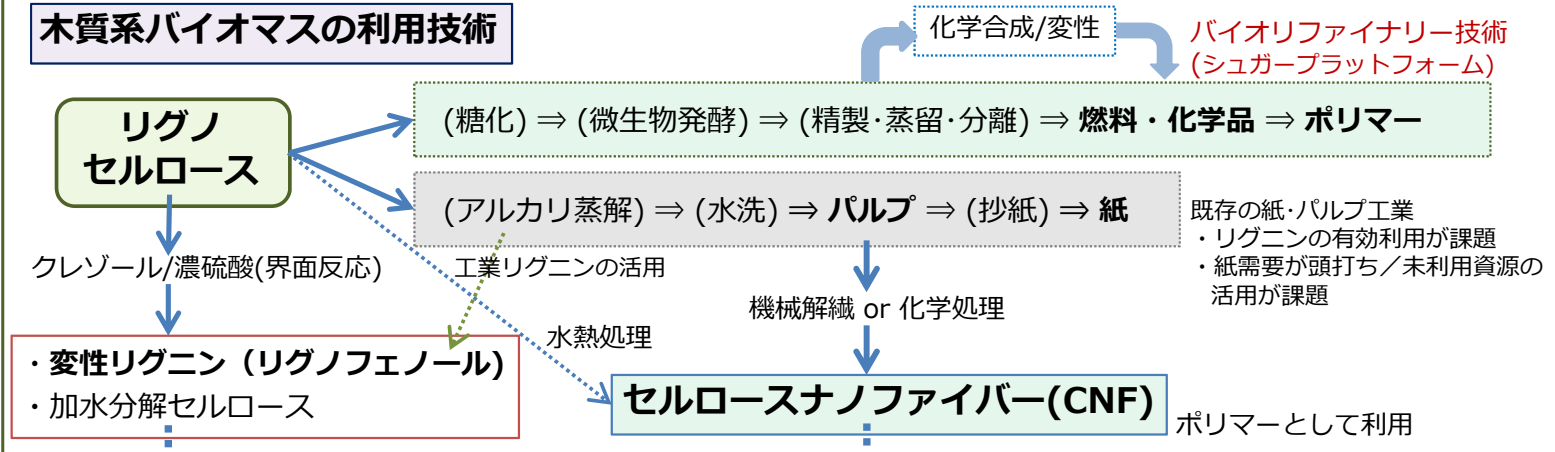 木質系バイオマスの利用技術
化学合成/変性
バイオリファイナリー技術
(シュガープラットフォーム)
リグノ
セルロース
(糖化) ⇒ (微生物発酵) ⇒ (精製･蒸留･分離) ⇒ 燃料・化学品 ⇒ ポリマー
(アルカリ蒸解) ⇒ (水洗) ⇒ パルプ ⇒ (抄紙) ⇒ 紙
既存の紙･パルプ工業
・リグニンの有効利用が課題
・紙需要が頭打ち／未利用資源の
活用が課題
クレゾール/濃硫酸(界面反応)
工業リグニンの活用
機械解繊 or 化学処理
水熱処理
・変性リグニン（リグノフェノール)
・加水分解セルロース
セルロースナノファイバー(CNF)
ポリマーとして利用